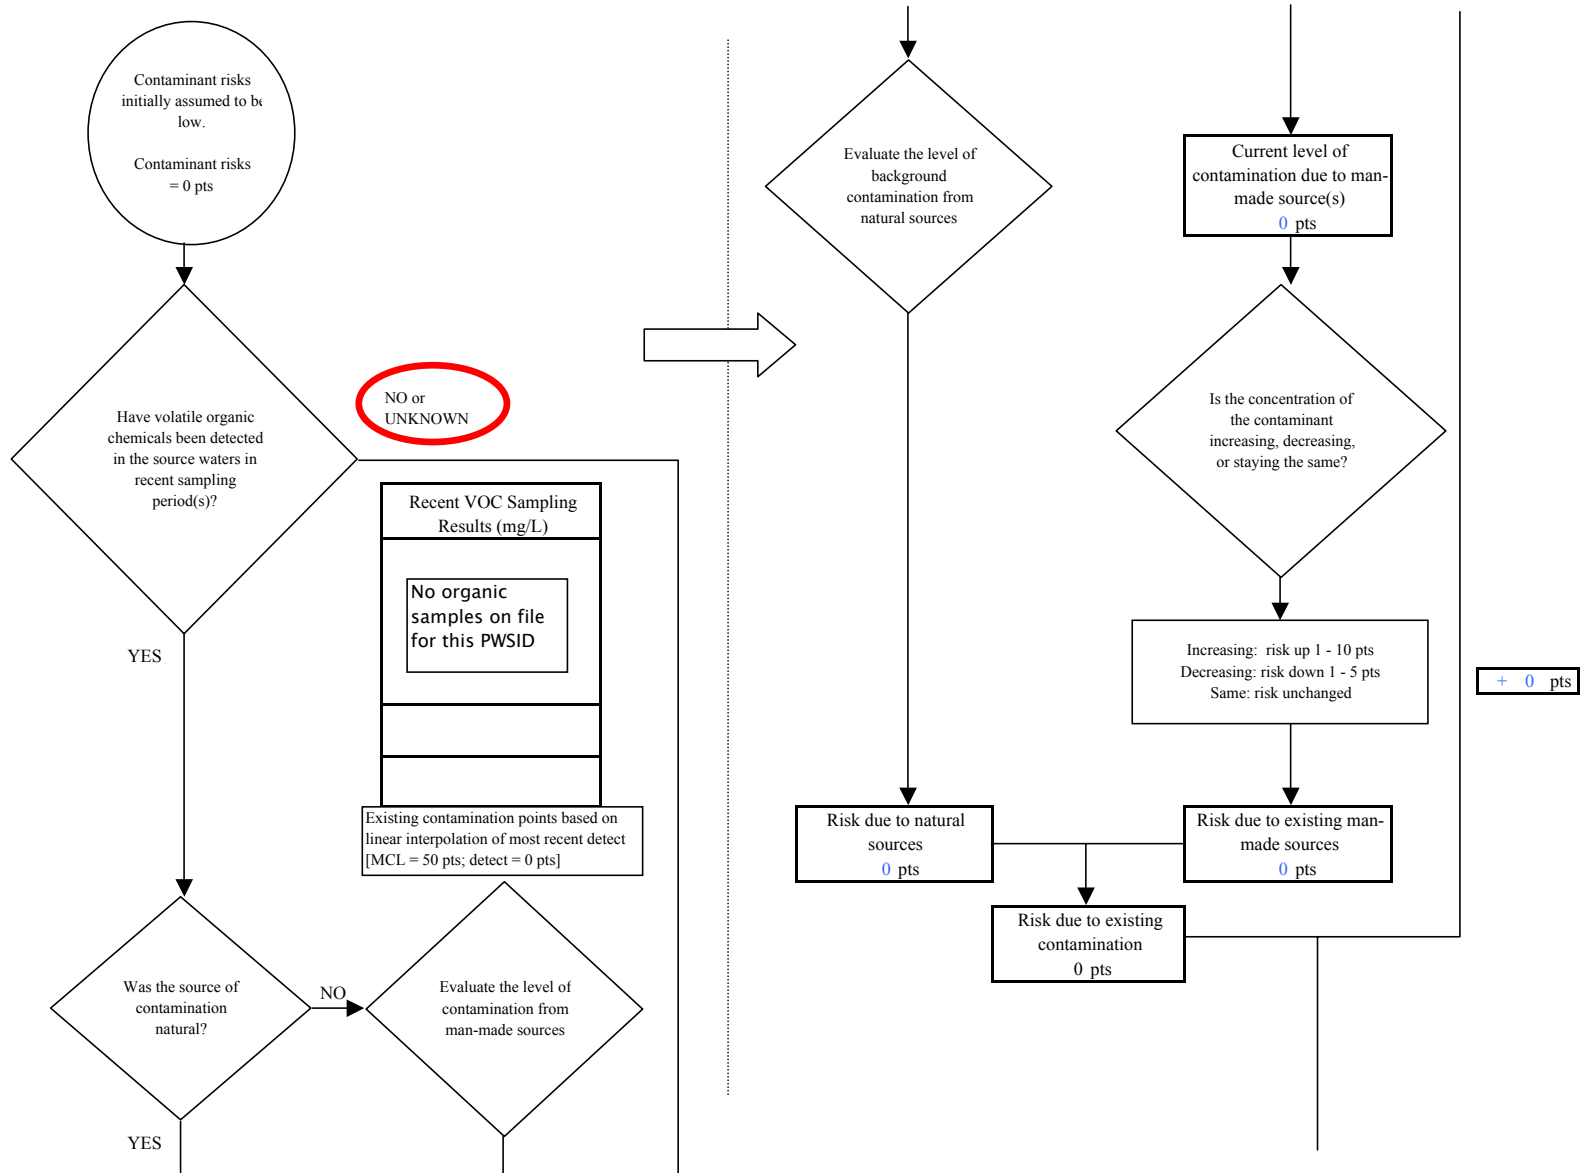 Contaminant risks
initially assumed to be
low.
Contaminant risks
= 0 pts
Have volatile organic
chemicals been detected
in the source waters in
recent sampling
period(s)?
NO or
UNKNOWN
Recent VOC Sampling
Results (mg/L)
No organic
samples on file
for this PWSID
YES
Existing contamination points based on
linear interpolation of most recent detect
[MCL = 50 pts; detect = 0 pts]
Was the source of
contamination
natural?
NO
Evaluate the level of
contamination from
man-made sources
YES
Evaluate the level of
background
contamination from
natural sources
Current level of
contamination due to man-
made source(s)
0 pts
Is the concentration of
the contaminant
increasing, decreasing,
or staying the same?
Increasing: risk up 1 - 10 pts
Decreasing: risk down 1 - 5 pts
Same: risk unchanged
+ 0 pts
Risk due to natural
sources
0 pts
Risk due to existing man-
made sources
0 pts
Risk due to existing
contamination
0 pts